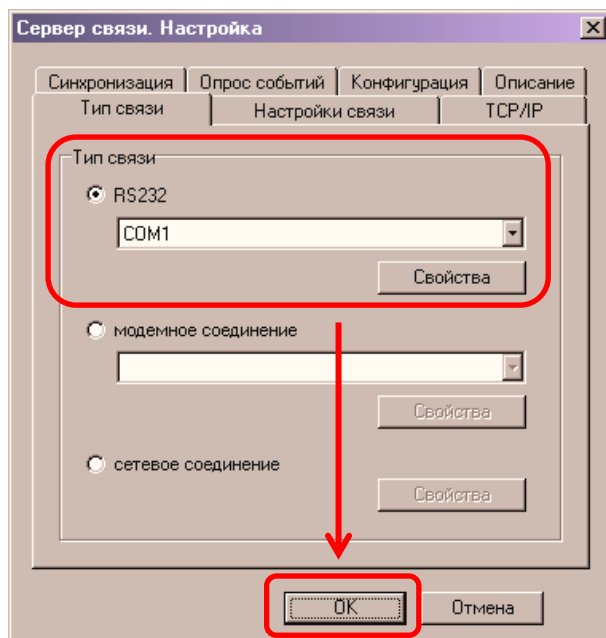 Сервер связи. Настройка
Синхронизация Опрос событий Конфигурация Описание
Тип связи Настройки связи TCP/IP
Тип связи
RS232
COM1
Свойства
модемное соединение
Свойства
сетевое соединение
Свойства
OK Отмена